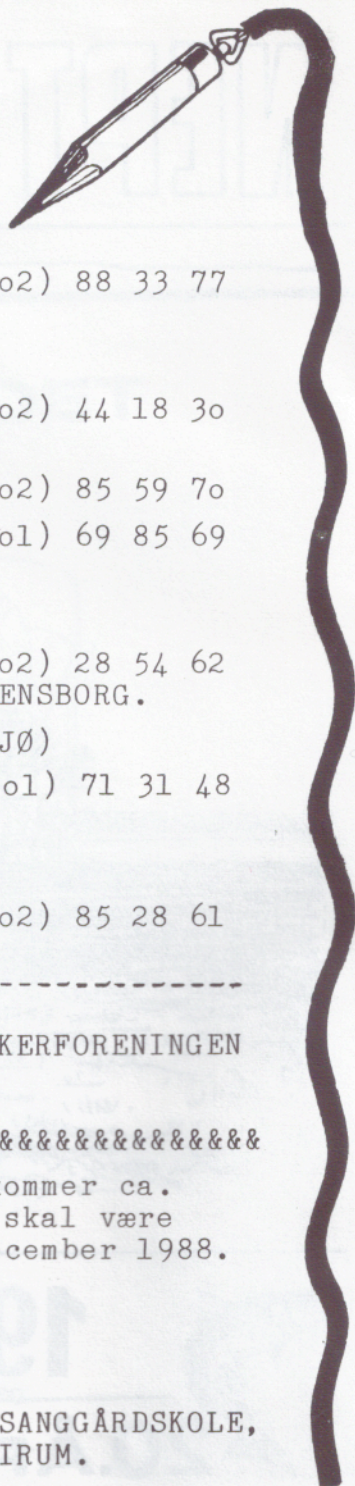 o2) 88 33 77
o2) 44 18 3o
o2) 85 59 7o
o1) 69 85 69
o2) 28 54 62
ENSBORG.
JØ)
o1) 71 31 48
o2) 85 28 61
---------------
KERFORENINGEN
&&&&&&&&&&&&&&
ommer ca.
skal være
cember 1988.
SANGGÅRDSKOLE,
IRUM.